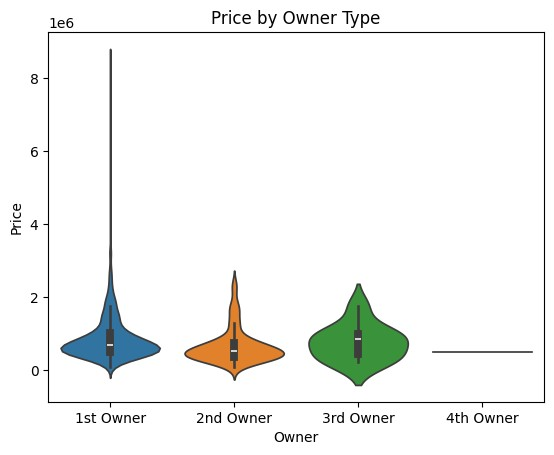 Price by Owner Type
1e6
8
6
4
2
0
Price
1st Owner 2nd Owner 3rd Owner 4th Owner
Owner